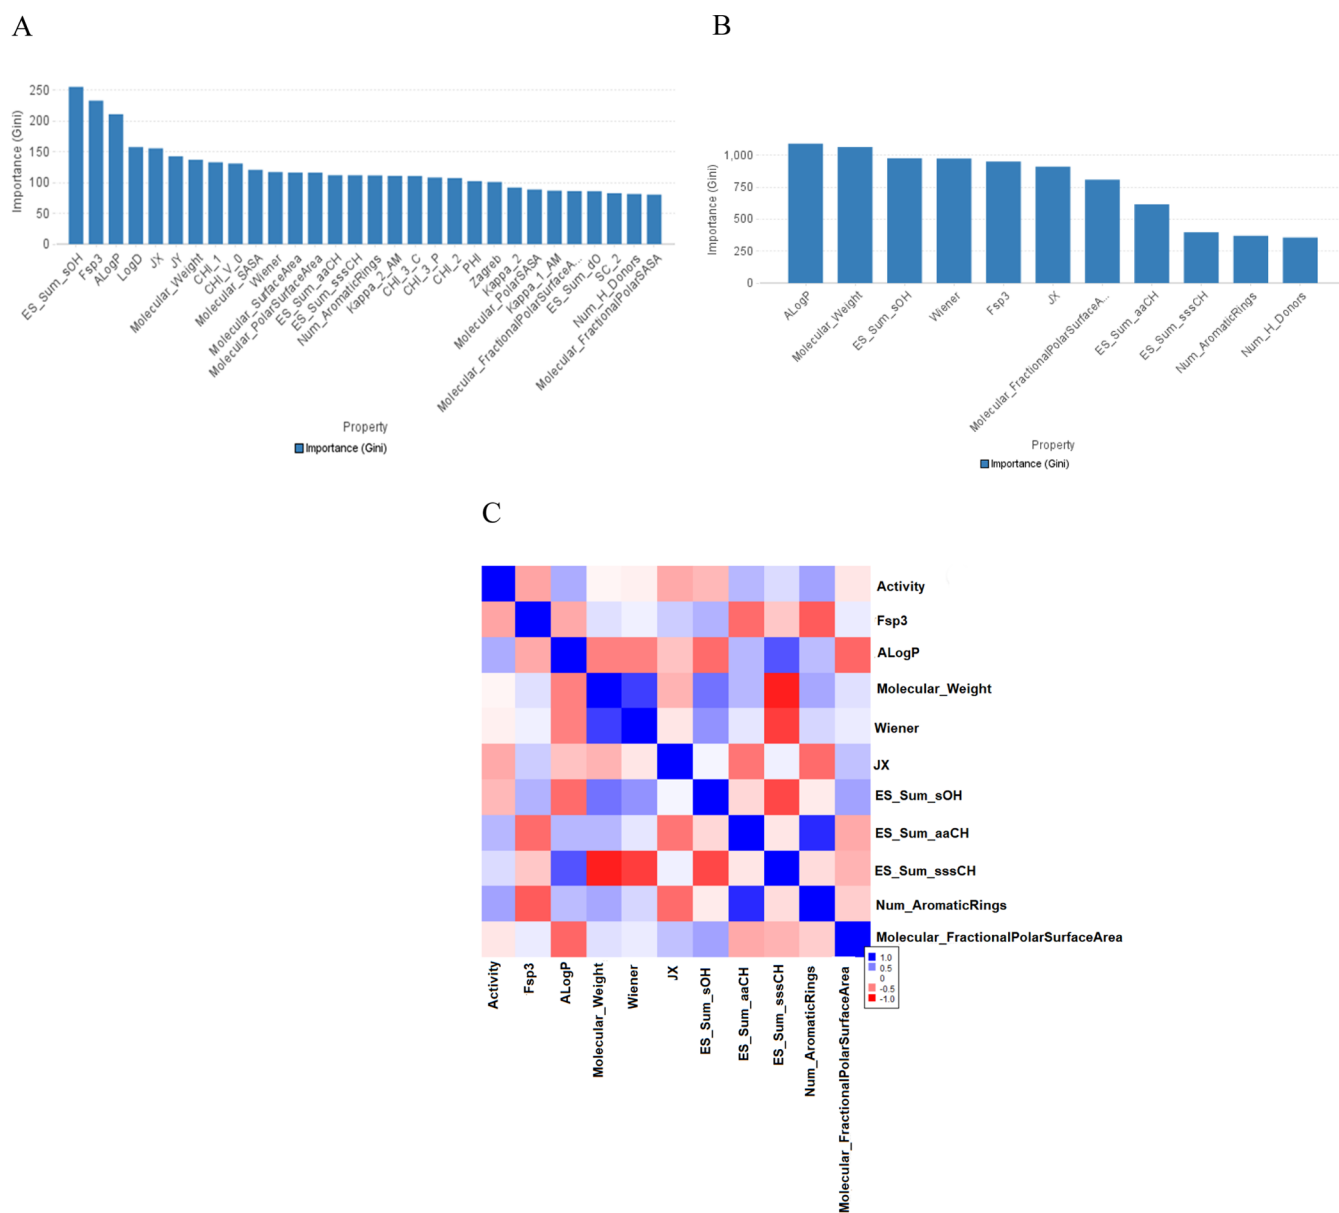 A
B
Importance (Gini)
250
200
150
100
50
0
ES_Sum_sOH
Fsp3
ALogP
LogD
JX
JY
Molecular_Weight
CHI_1
CHI_V_0
Molecular_SASA
Wiener
Molecular_SurfaceArea
Molecular_PolarSurfaceArea
ES_Sum_aaCH
ES_Sum_sssCH
Num_AromaticRings
Kappa_2_AM
CHI_3_C
CHI_3_P
CHI_2
PHI
Zagreb
Kappa_2
Molecular_PolarSASA
Kappa_1_AM
Molecular_FractionalPolarSurfaceA...
ES_Sum_dO
SC_2
Num_H_Donors
Molecular_FractionalPolarSASA
Property
Importance (Gini)
Importance (Gini)
1,000
750
500
250
0
ALogP
Molecular_Weight
ES_Sum_sOH
Wiener
Fsp3
JX
Molecular_FractionalPolarSurfaceA...
ES_Sum_aaCH
ES_Sum_sssCH
Num_AromaticRings
Num_H_Donors
Property
Importance (Gini)
C
Activity
Fsp3
ALogP
Molecular_Weight
Wiener
JX
ES_Sum_sOH
ES_Sum_aaCH
ES_Sum_sssCH
Num_AromaticRings
Molecular_FractionalPolarSurfaceArea
1.0
0.5
0
-0.5
-1.0
Activity
Fsp3
ALogP
Molecular_Weight
Wiener
JX
ES_Sum_sOH
ES_Sum_aaCH
ES_Sum_sssCH
Num_AromaticRings
Molecular_FractionalPolarSurfaceArea